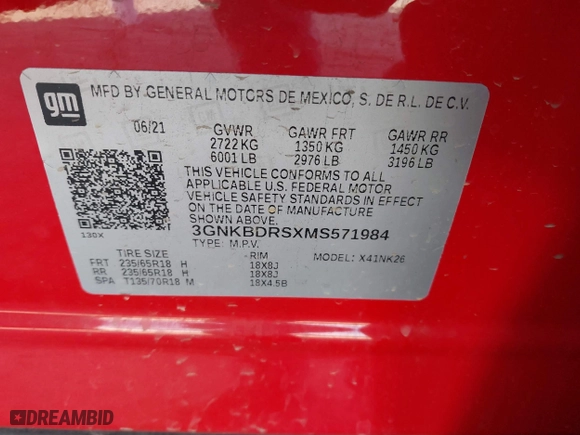 gm
MFD BY GENERAL MOTORS DE MEXICO, S. DE R.L. DE C.V.
06/21 GVWR GAWR FRT GAWR RR
2722 KG 1350 KG 1450 KG
6001 LB 2976 LB 3196 LB
THIS VEHICLE CONFORMS TO ALL
APPLICABLE U.S. FEDERAL MOTOR
VEHICLE SAFETY STANDARDS IN EFFECT
ON THE DATE OF MANUFACTURE
SHOWN ABOVE.
130X 3GNKBDRSXMS571984
TYPE: M.P.V. MODEL: X41NK26
TIRE SIZE RIM
FRT 235/65R18 H 18X8J
RR 235/65R18 H 18X8J
SPA T135/70R18 M 18X4.5B
DREAMBID